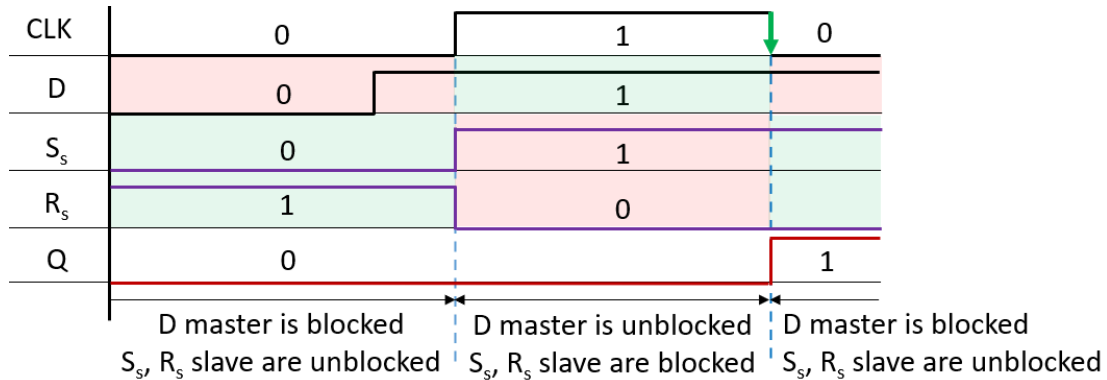 CLK 0 1 0
D 0 1
Sₛ 0 1
Rₛ 1 0
Q 0 1
D master is blocked D master is unblocked D master is blocked
Sₛ, Rₛ slave are unblocked Sₛ, Rₛ slave are blocked Sₛ, Rₛ slave are unblocked